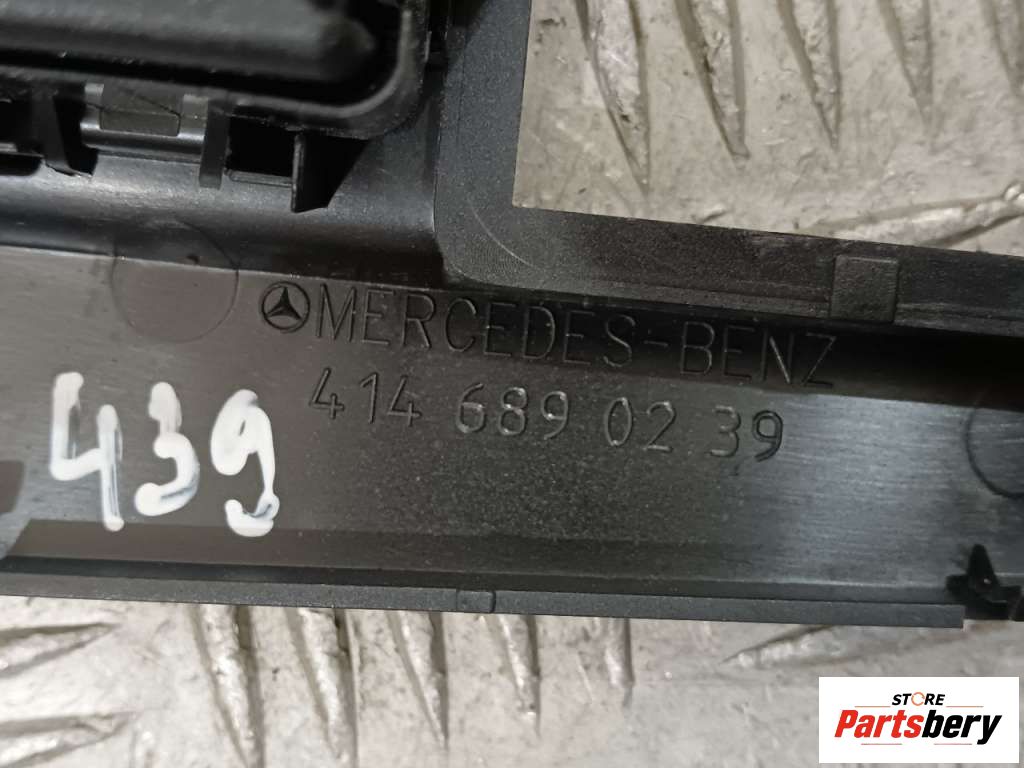 MERCEDES-BENZ
414 689 02 39
439
STORE
Partsbery